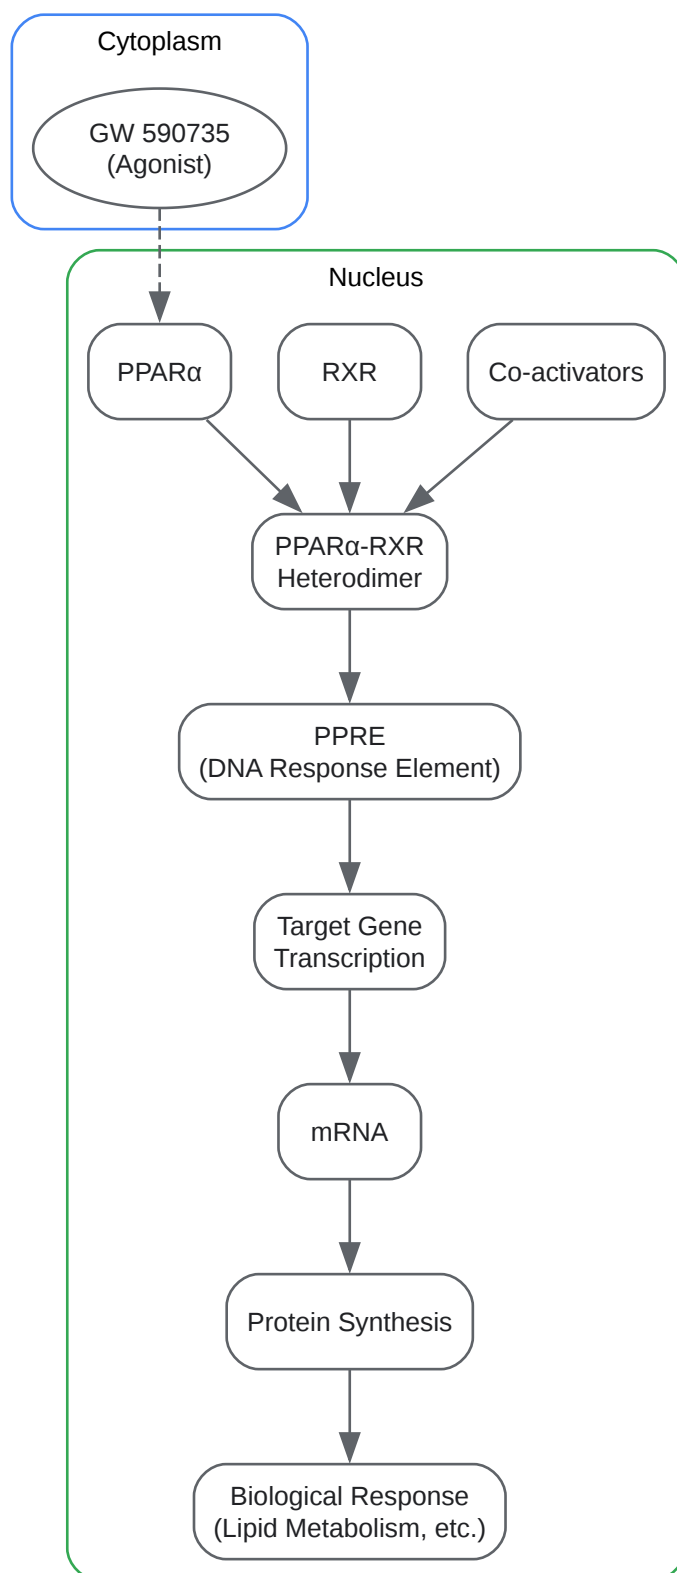 Cytoplasm
GW 590735
(Agonist)
Nucleus
PPARα
RXR
Co-activators
PPARα-RXR
Heterodimer
PPRE
(DNA Response Element)
Target Gene
Transcription
mRNA
Protein Synthesis
Biological Response
(Lipid Metabolism, etc.)